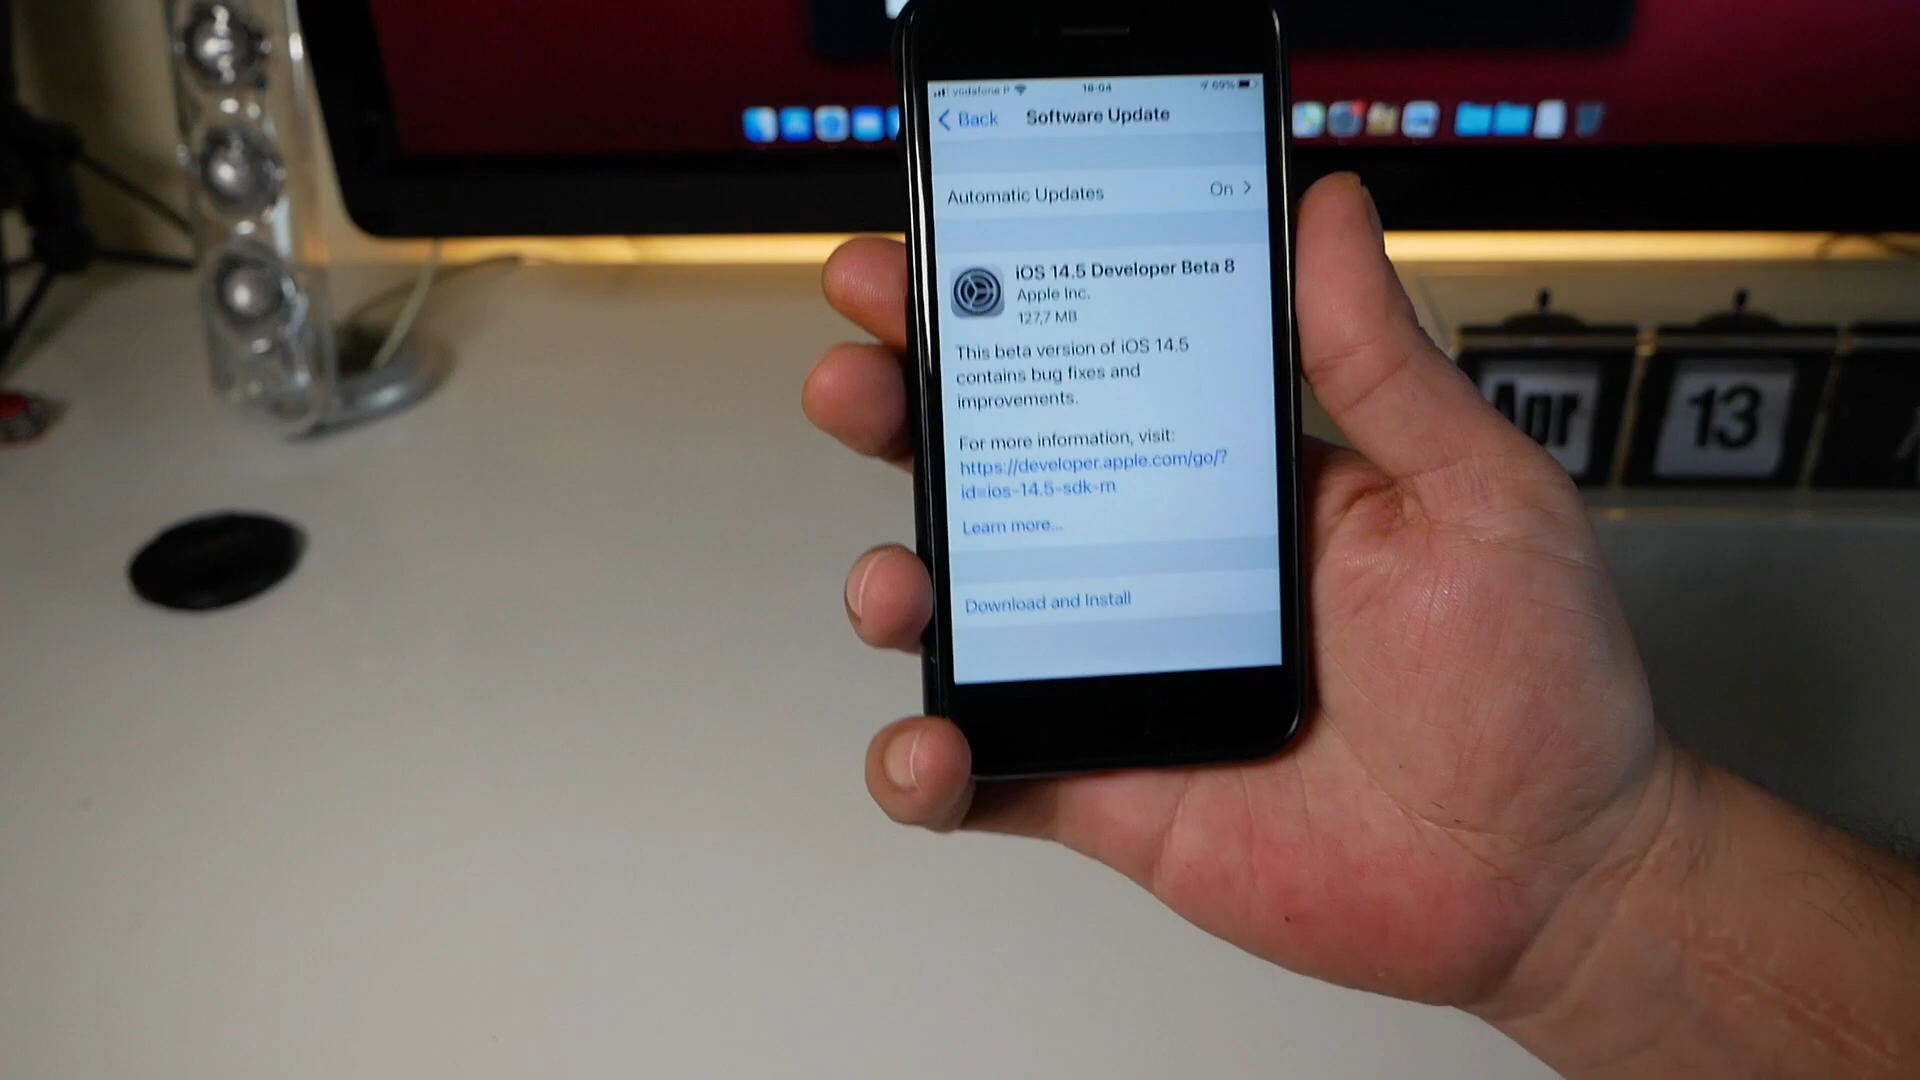 vodafone P 18:04 69%
Back Software Update
Automatic Updates On
iOS 14.5 Developer Beta 8
Apple Inc.
127,7 MB
This beta version of iOS 14.5
contains bug fixes and
improvements.
For more information, visit:
https://developer.apple.com/go/?
id=ios-14.5-sdk-rn
Learn more...
Download and Install
Apr 13